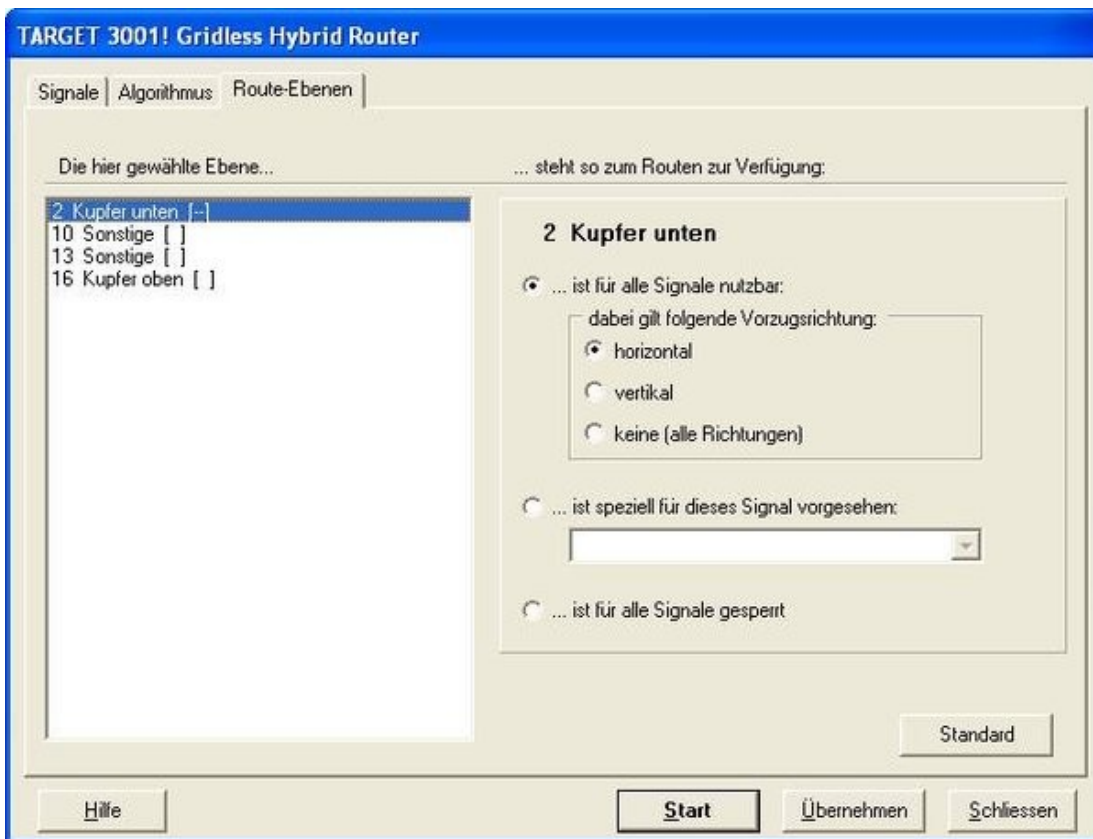 TARGET 3001! Gridless Hybrid Router
Signale
Algorithmus
Route-Ebenen
Die hier gewählte Ebene...
2 Kupfer unten [--]
10 Sonstige [ ]
13 Sonstige [ ]
16 Kupfer oben [ ]
... steht so zum Routen zur Verfügung:
2 Kupfer unten
... ist für alle Signale nutzbar:
dabei gilt folgende Vorzugsrichtung:
horizontal
vertikal
keine (alle Richtungen)
... ist speziell für dieses Signal vorgesehen:
... ist für alle Signale gesperrt
Standard
Hilfe
Start
Übernehmen
Schliessen